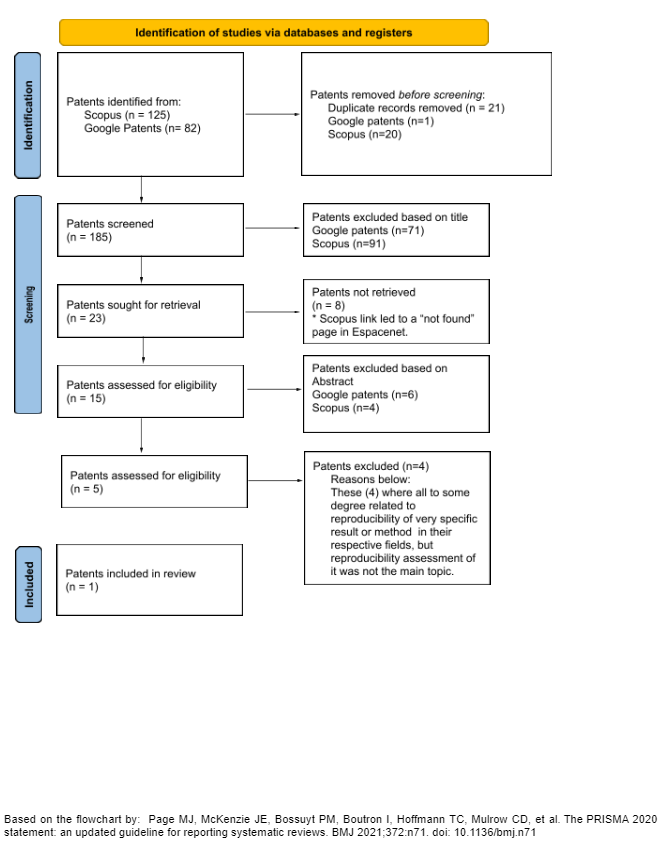 Identification of studies via databases and registers
Identification
Patents identified from:
Scopus (n = 125)
Google Patents (n= 82)
Patents removed before screening:
Duplicate records removed (n = 21)
Google patents (n=1)
Scopus (n=20)
Screening
Patents screened
(n = 185)
Patents excluded based on title
Google patents (n=71)
Scopus (n=91)
Patents sought for retrieval
(n = 23)
Patents not retrieved
(n = 8)
* Scopus link led to a “not found”
page in Espacenet.
Patents assessed for eligibility
(n = 15)
Patents excluded based on
Abstract
Google patents (n=6)
Scopus (n=4)
Patents assessed for eligibility
(n = 5)
Patents excluded (n=4)
Reasons below:
These (4) where all to some
degree related to
reproducibility of very specific
result or method in their
respective fields, but
reproducibility assessment of
it was not the main topic.
Included
Patents included in review
(n = 1)
Based on the flowchart by: Page MJ, McKenzie JE, Bossuyt PM, Boutron I, Hoffmann TC, Mulrow CD, et al. The PRISMA 2020
statement: an updated guideline for reporting systematic reviews. BMJ 2021;372:n71. doi: 10.1136/bmj.n71